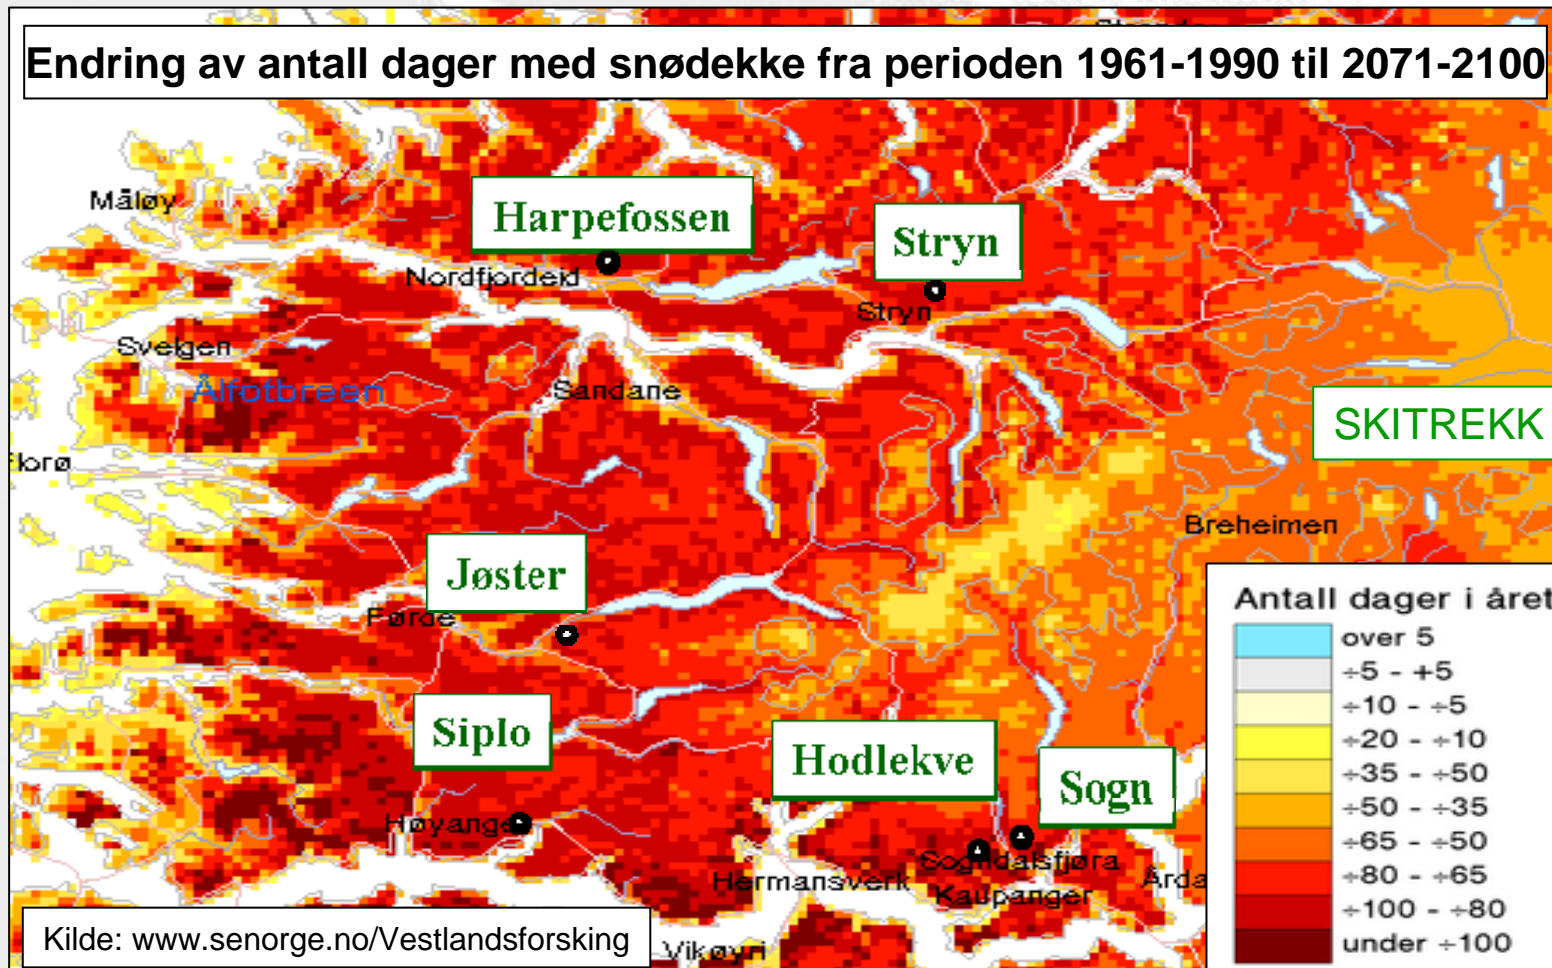 Endring av antall dager med snødekke fra perioden 1961-1990 til 2071-2100
Måløy
Harpefossen
Stryn
Nordfjordeid
Stryn
Svelgen
Ålfotbreen
Sandane
SKITREKK
Florø
Breheimen
Jøster
Førde
Siplo
Hodlekve
Sogn
Høyange
Sogndalsfjøra
Hermansverk
Kaupanger
Årda
Vikøyri
Antall dager i året
over 5
÷5 - +5
÷10 - ÷5
÷20 - ÷10
÷35 - ÷50
÷50 - ÷35
÷65 - ÷50
÷80 - ÷65
÷100 - ÷80
under ÷100
Kilde: www.senorge.no/Vestlandsforsking